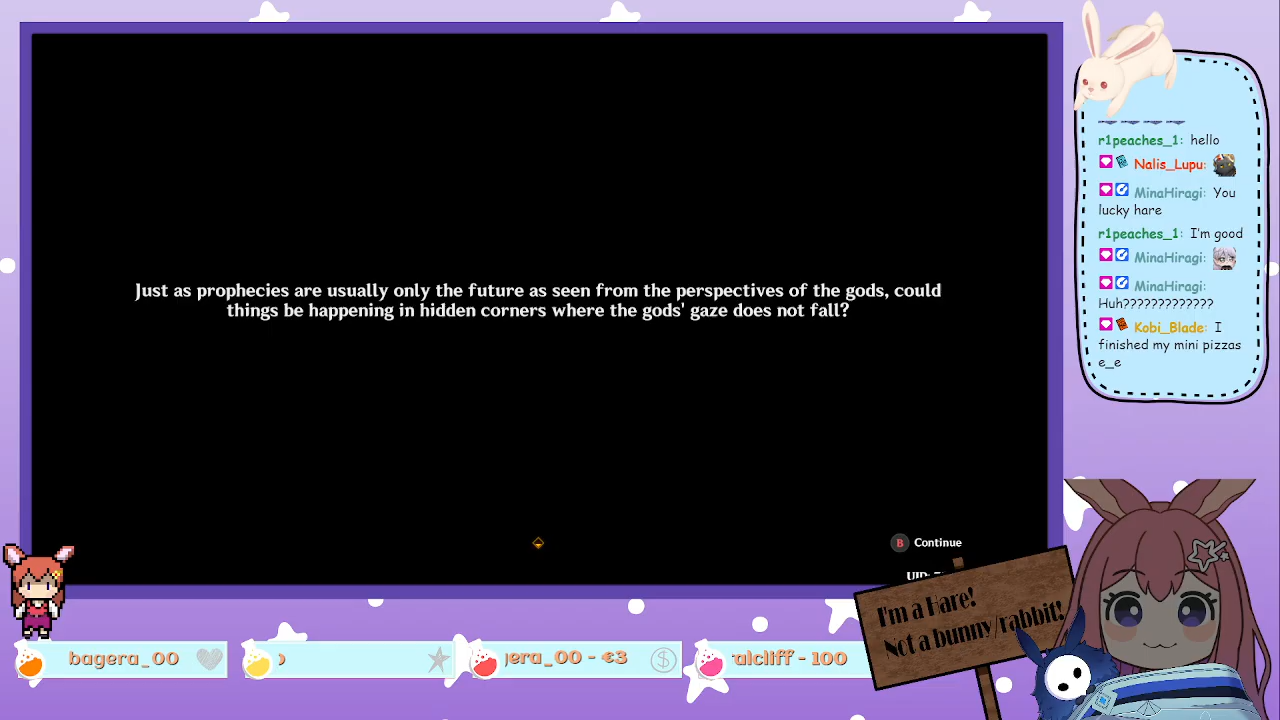 Just as prophecies are usually only the future as seen from the perspectives of the gods, could
things be happening in hidden corners where the gods' gaze does not fall?
B Continue
r1peaches_1: hello
Nalis_Lupu:
MinaHiragi: You
lucky hare
r1peaches_1: I'm good
MinaHiragi:
MinaHiragi:
Huh?????????????
Kobi_Blade: I
finished my mini pizzas
e_e
I'm a Hare!
Not a bunny/rabbit!
bagera_00
jera_00 - €3
alcliff - 100